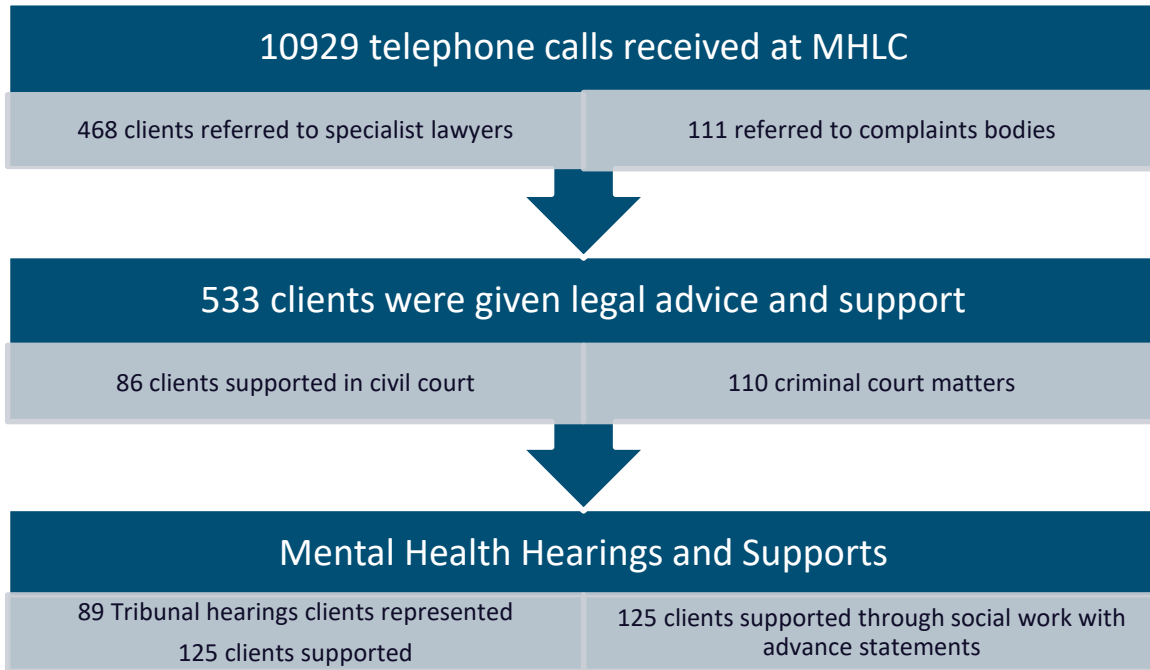 10929 telephone calls received at MHLC
468 clients referred to specialist lawyers
111 referred to complaints bodies
533 clients were given legal advice and support
86 clients supported in civil court
110 criminal court matters
Mental Health Hearings and Supports
89 Tribunal hearings clients represented
125 clients supported
125 clients supported through social work with
advance statements